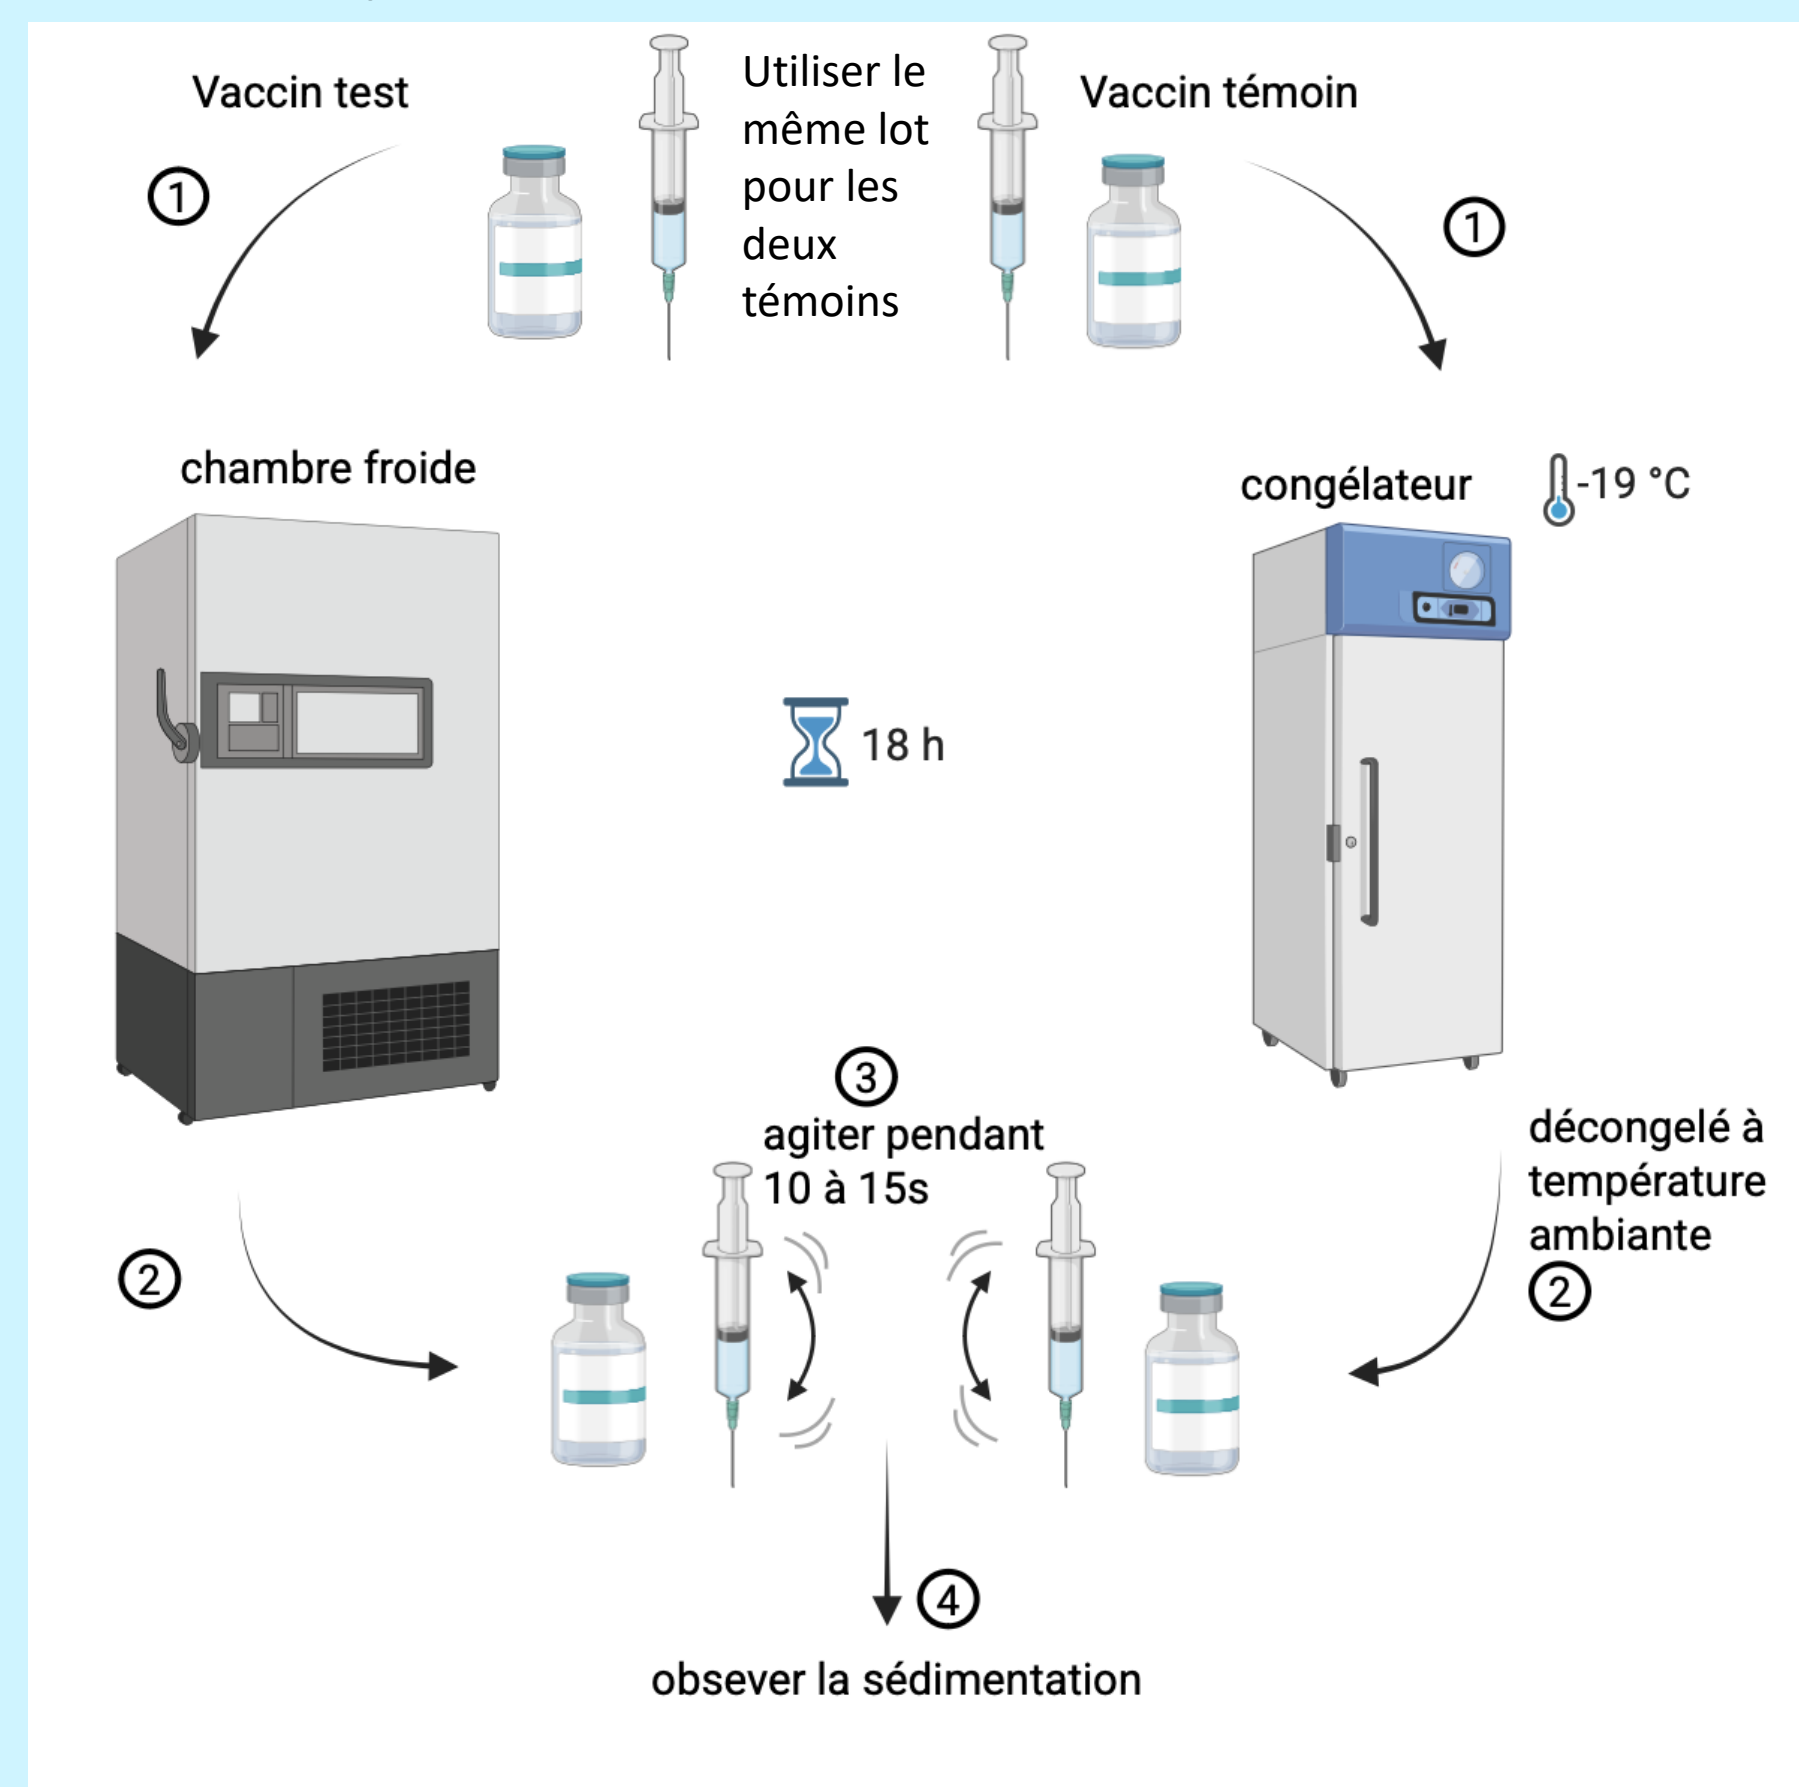 Vaccin test
1
Utiliser le
même lot
pour les
deux
témoins
Vaccin témoin
1
chambre froide
congélateur
-19 °C
18 h
3
agiter pendant
10 à 15s
2
décongelé à
température
ambiante
2
4
obsever la sédimentation